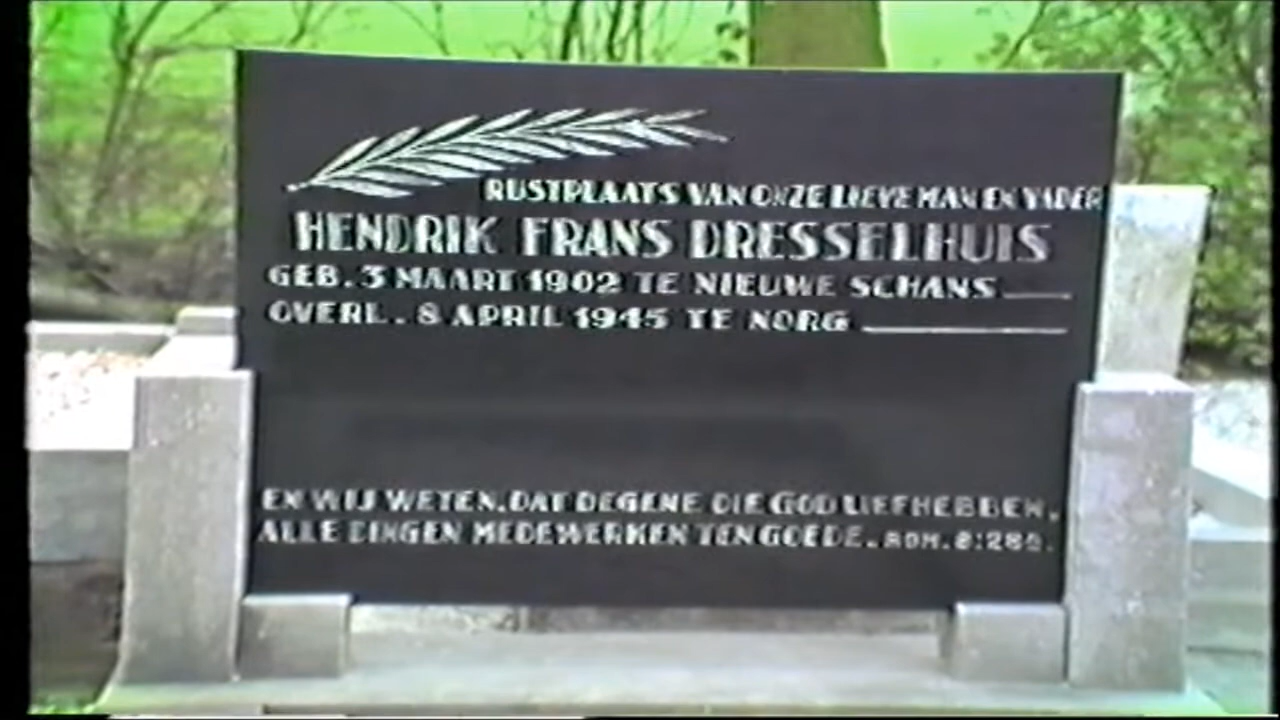 RUSTPLAATS VAN ONZE LIEVE MAN EN VADER
HENDRIK FRANS DRESSELHUIS
GEB. 3 MAART 1902 TE NIEUWE SCHANS
OVERL. 8 APRIL 1945 TE NORG
EN WIJ WETEN, DAT DEGENE DIE GOD LIEFHEBBEN,
ALLE DINGEN MEDEWERKEN TEN GOEDE. ROM. 8:28a.